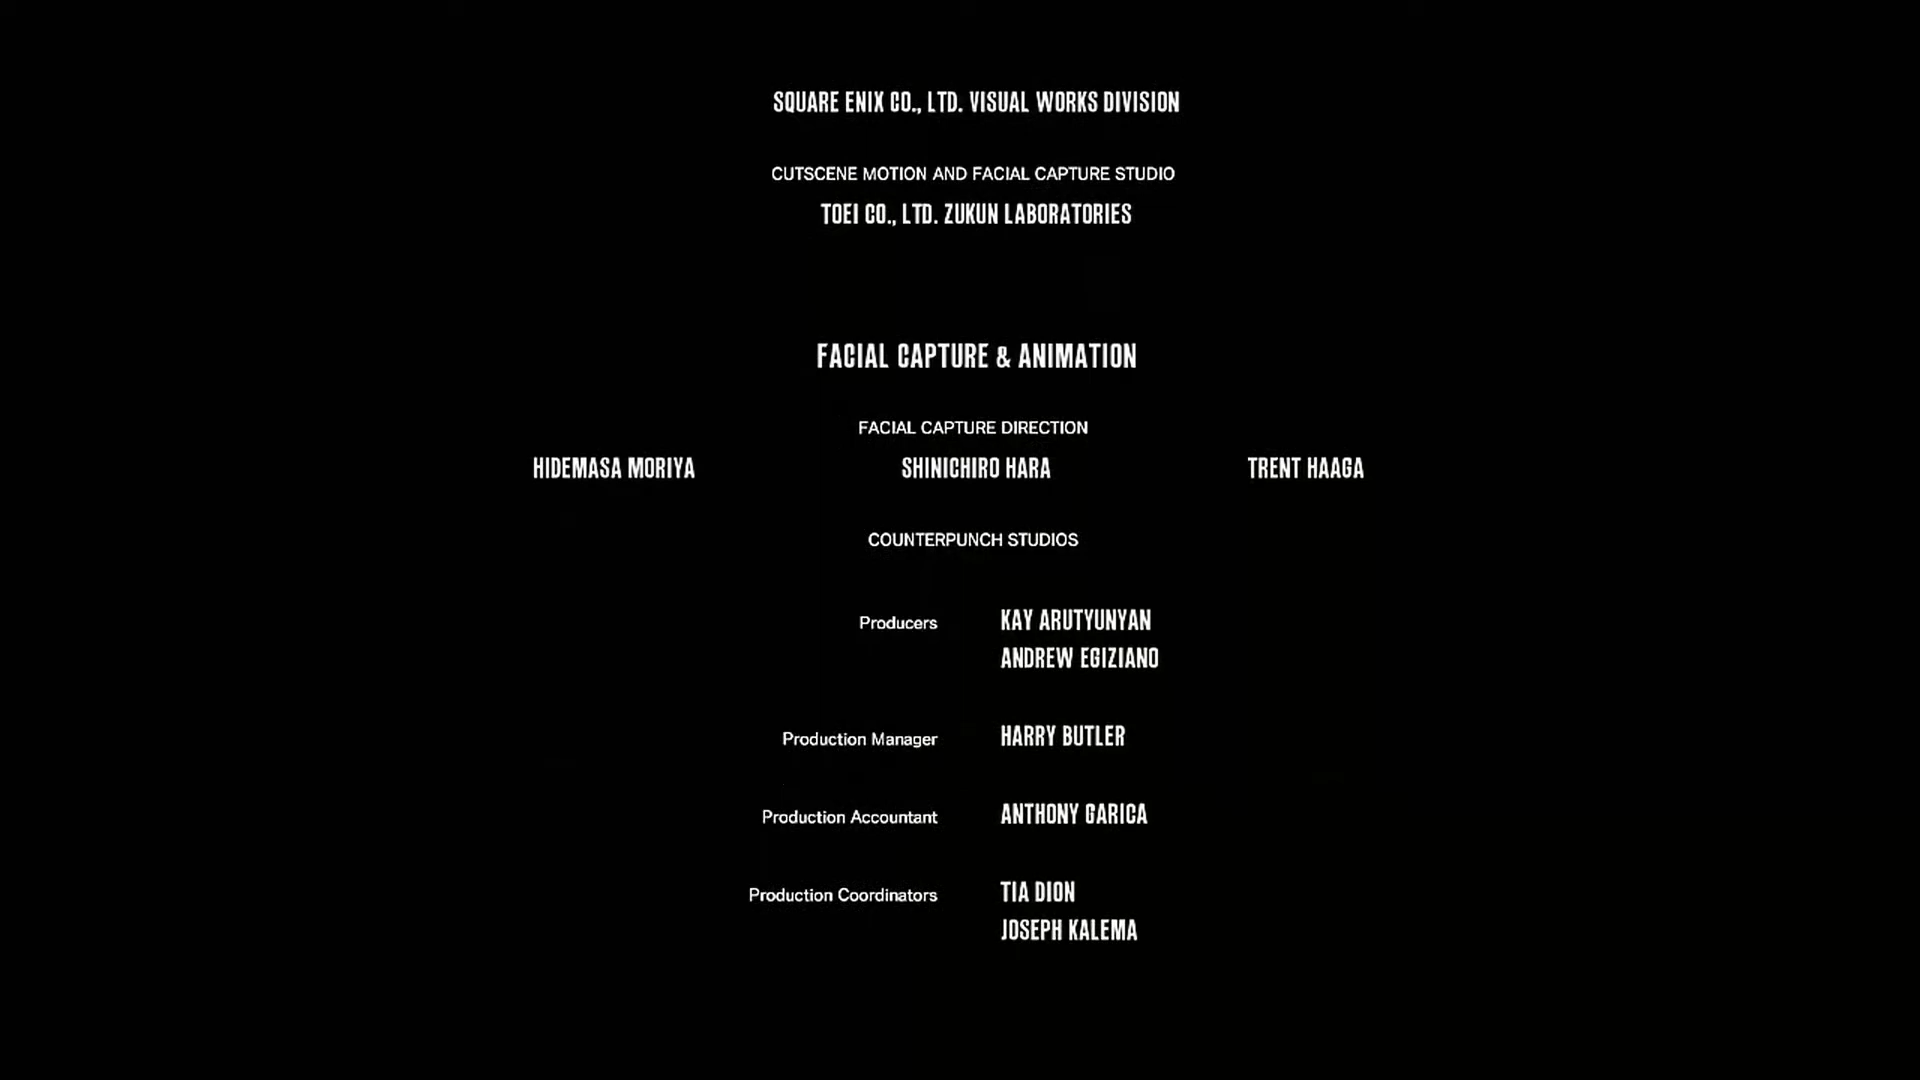 SQUARE ENIX CO., LTD. VISUAL WORKS DIVISION
CUTSCENE MOTION AND FACIAL CAPTURE STUDIO
TOEI CO., LTD. ZUKUN LABORATORIES
FACIAL CAPTURE & ANIMATION
FACIAL CAPTURE DIRECTION
HIDEMASA MORIYA SHINICHIRO HARA TRENT HAAGA
COUNTERPUNCH STUDIOS
Producers KAY ARUTYUNYAN
ANDREW EGIZIANO
Production Manager HARRY BUTLER
Production Accountant ANTHONY GARICA
Production Coordinators TIA DION
JOSEPH KALEMA